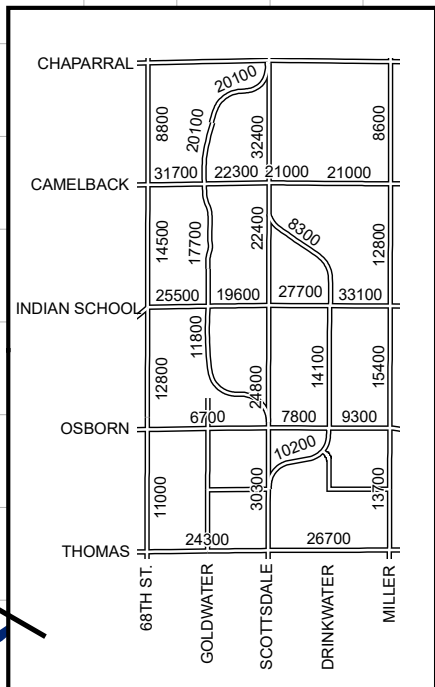 CHAPARRAL
20100
8800
20100
32400
8600
31700 22300 21000 21000
CAMELBACK
14500
17700
22400
8300
12800
25500 19600 27700 33100
INDIAN SCHOOL
11800
12800
24800
14100
15400
6700 7800 9300
OSBORN
10200
11000
30300
13700
24300 26700
THOMAS
68TH ST.
GOLDWATER
SCOTTSDALE
DRINKWATER
MILLER